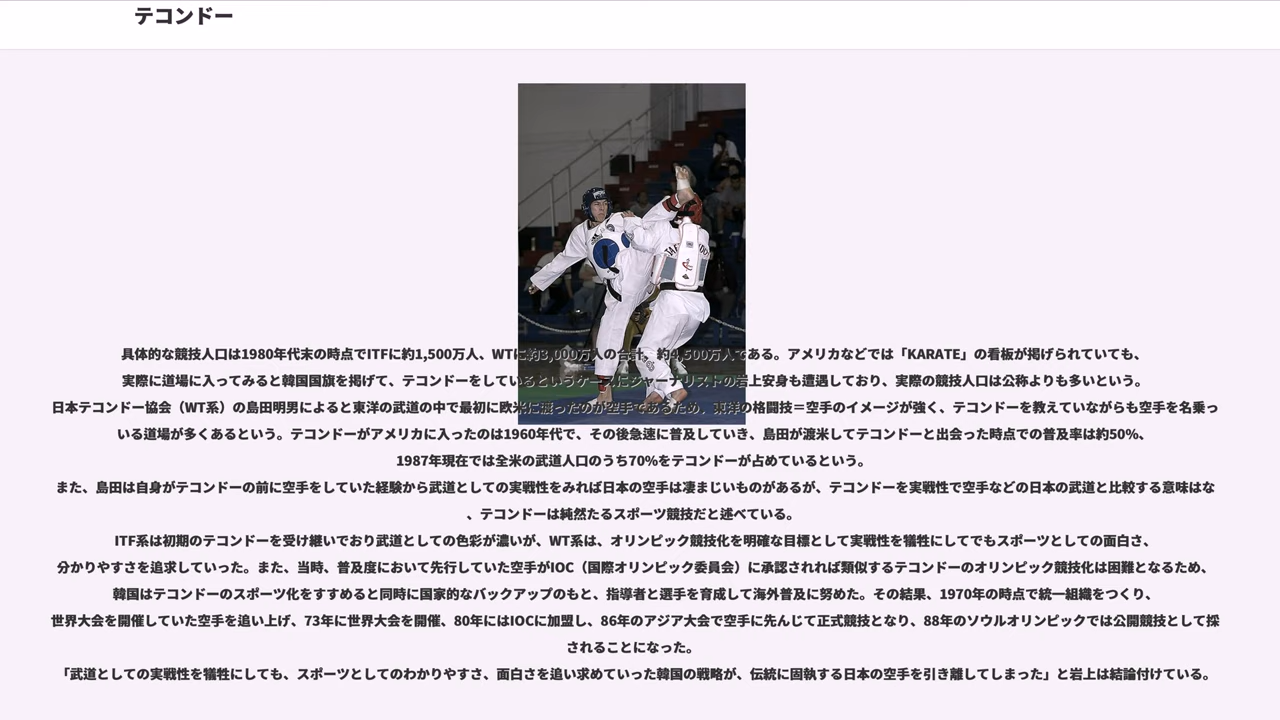 テコンドー
具体的な競技人口は1980年代末の時点でITFに約1,500万人、WTに約3,000万人の合計、約4,500万人である。アメリカなどでは「KARATE」の看板が掲げられていても、
実際に道場に入ってみると韓国国旗を掲げて、テコンドーをしているというケースにジャーナリストの岩上安身も遭遇しており、実際の競技人口は公称よりも多いという。
日本テコンドー協会（WT系）の島田明男によると東洋の武道の中で最初に欧米に渡ったのが空手であるため、東洋の格闘技＝空手のイメージが強く、テコンドーを教えていながらも空手を名乗っ
いる道場が多くあるという。テコンドーがアメリカに入ったのは1960年代で、その後急速に普及していき、島田が渡米してテコンドーと出会った時点での普及率は約50%、
1987年現在では全米の武道人口のうち70%をテコンドーが占めているという。
また、島田は自身がテコンドーの前に空手をしていた経験から武道としての実戦性をみれば日本の空手は凄まじいものがあるが、テコンドーを実戦性で空手などの日本の武道と比較する意味はな
、テコンドーは純然たるスポーツ競技だと述べている。
ITF系は初期のテコンドーを受け継いでおり武道としての色彩が濃いが、WT系は、オリンピック競技化を明確な目標として実戦性を犠牲にしてでもスポーツとしての面白さ、
分かりやすさを追求していった。また、当時、普及度において先行していた空手がIOC（国際オリンピック委員会）に承認されれば類似するテコンドーのオリンピック競技化は困難となるため、
韓国はテコンドーのスポーツ化をすすめると同時に国家的なバックアップのもと、指導者と選手を育成して海外普及に努めた。その結果、1970年の時点で統一組織をつくり、
世界大会を開催していた空手を追い上げ、73年に世界大会を開催、80年にはIOCに加盟し、86年のアジア大会で空手に先んじて正式競技となり、88年のソウルオリンピックでは公開競技として採
されることになった。
「武道としての実戦性を犠牲にしても、スポーツとしてのわかりやすさ、面白さを追い求めていった韓国の戦略が、伝統に固執する日本の空手を引き離してしまった」と岩上は結論付けている。